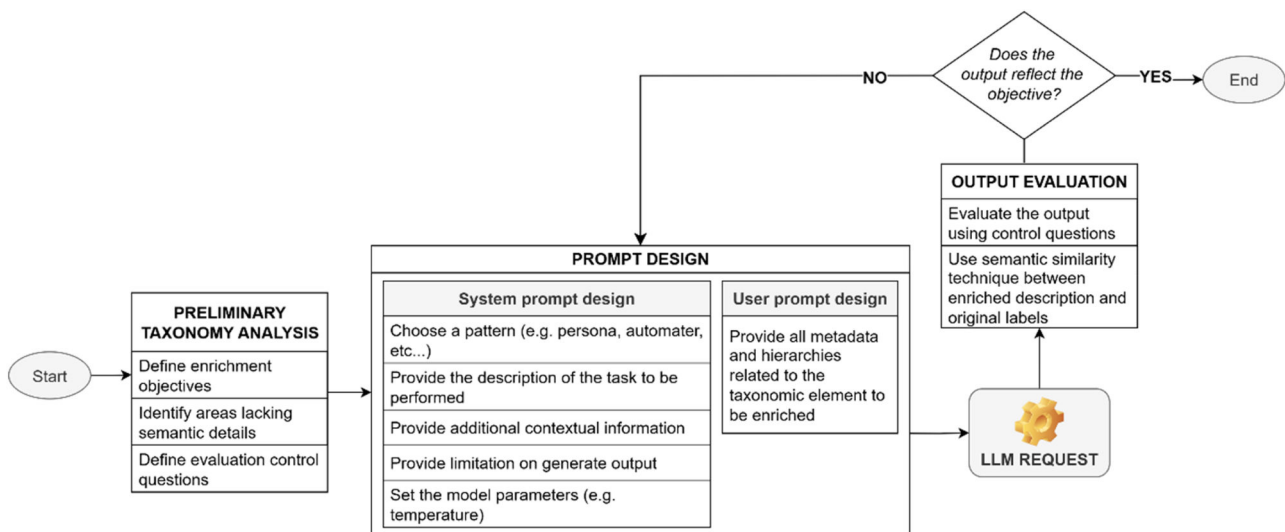 Start
PRELIMINARY
TAXONOMY ANALYSIS
Define enrichment
objectives
Identify areas lacking
semantic details
Define evaluation control
questions
PROMPT DESIGN
System prompt design
Choose a pattern (e.g. persona, automater,
etc...)
Provide the description of the task to be
performed
Provide additional contextual information
Provide limitation on generate output
Set the model parameters (e.g.
temperature)
User prompt design
Provide all metadata
and hierarchies
related to the
taxonomic element to
be enriched
LLM REQUEST
OUTPUT EVALUATION
Evaluate the output
using control questions
Use semantic similarity
technique between
enriched description and
original labels
Does the
output reflect the
objective?
NO
YES
End